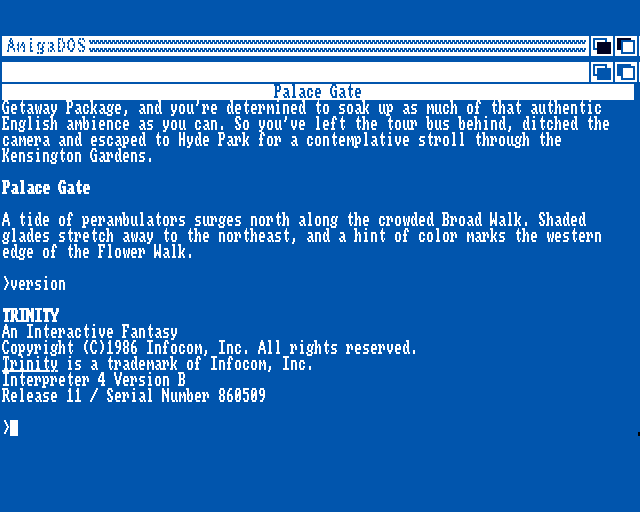 AmigaDOS
Palace Gate
Getaway Package, and you're determined to soak up as much of that authentic
English ambience as you can. So you've left the tour bus behind, ditched the
camera and escaped to Hyde Park for a contemplative stroll through the
Kensington Gardens.
Palace Gate
A tide of perambulators surges north along the crowded Broad Walk. Shaded
glades stretch away to the northeast, and a hint of color marks the western
edge of the Flower Walk.
>version
TRINITY
An Interactive Fantasy
Copyright (C)1986 Infocom, Inc. All rights reserved.
Trinity is a trademark of Infocom, Inc.
Interpreter 4 Version B
Release 11 / Serial Number 860509
>